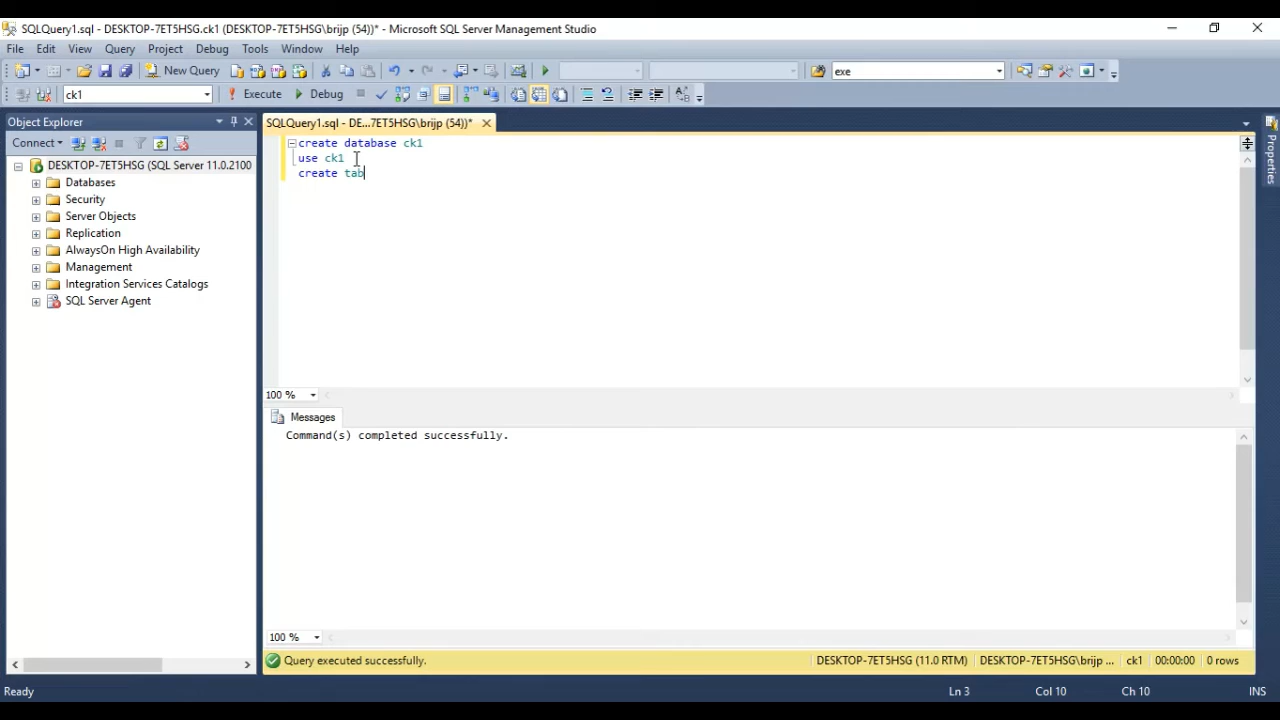 SQLQuery1.sql - DESKTOP-7ET5HSG.ck1 (DESKTOP-7ET5HSG\brijp (54))* - Microsoft SQL Server Management Studio
File Edit View Query Project Debug Tools Window Help
New Query exe
ck1 Execute Debug
Object Explorer
SQLQuery1.sql - DE...7ET5HSG\brijp (54))*
Connect
DESKTOP-7ET5HSG (SQL Server 11.0.2100
Databases
Security
Server Objects
Replication
AlwaysOn High Availability
Management
Integration Services Catalogs
SQL Server Agent
create database ck1
use ck1
create tab
100 %
Messages
Command(s) completed successfully.
100 %
Query executed successfully. DESKTOP-7ET5HSG (11.0 RTM) DESKTOP-7ET5HSG\brijp ... ck1 00:00:00 0 rows
Properties
Ready Ln 3 Col 10 Ch 10 INS